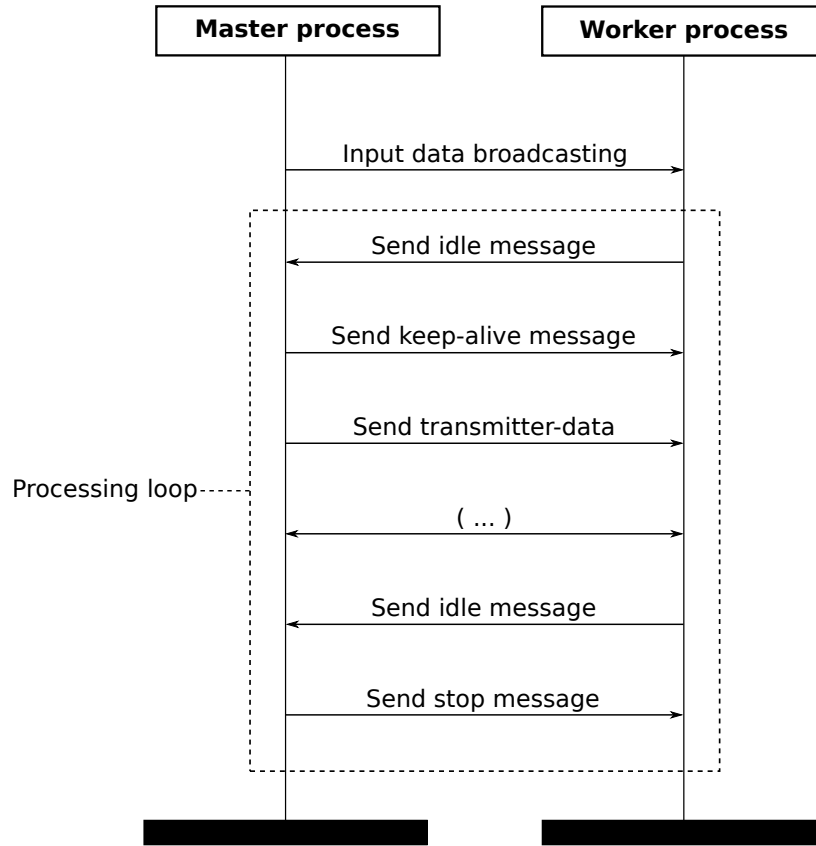 Master process
Worker process
Input data broadcasting
Send idle message
Send keep-alive message
Send transmitter-data
Processing loop
( ... )
Send idle message
Send stop message